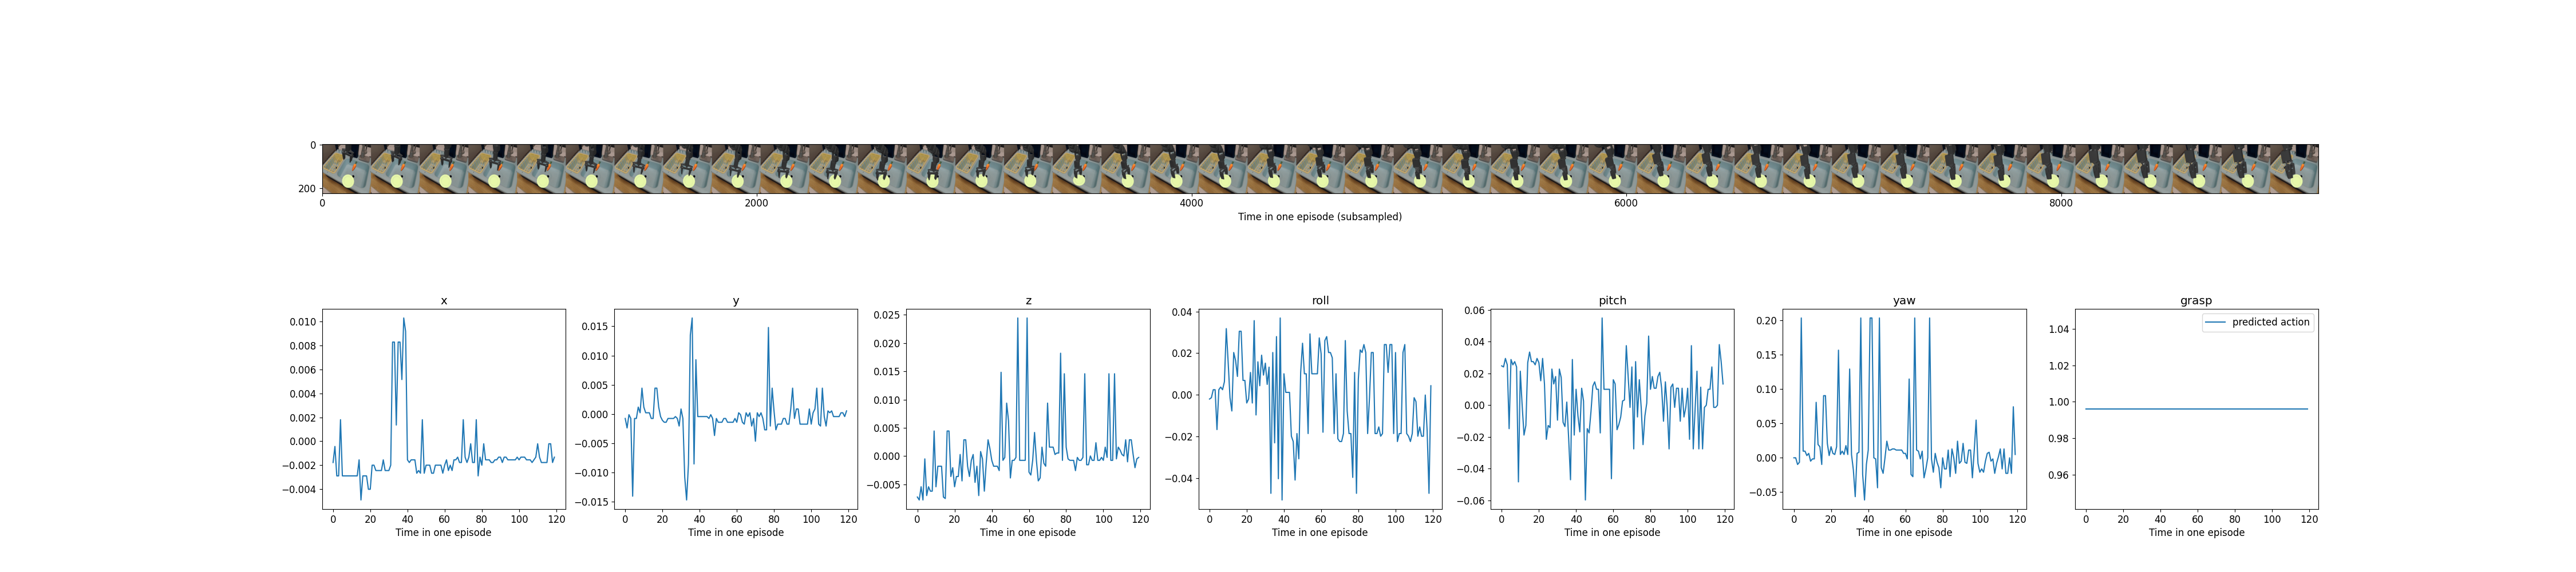 0
200
0 2000 4000 6000 8000
Time in one episode (subsampled)
x y z roll pitch yaw grasp
0.010
0.008
0.006
0.004
0.002
0.000
−0.002
−0.004
0 20 40 60 80 100 120
Time in one episode
0.015
0.010
0.005
0.000
−0.005
−0.010
−0.015
0 20 40 60 80 100 120
Time in one episode
0.025
0.020
0.015
0.010
0.005
0.000
−0.005
0 20 40 60 80 100 120
Time in one episode
0.04
0.02
0.00
−0.02
−0.04
0 20 40 60 80 100 120
Time in one episode
0.06
0.04
0.02
0.00
−0.02
−0.04
−0.06
0 20 40 60 80 100 120
Time in one episode
0.20
0.15
0.10
0.05
0.00
−0.05
0 20 40 60 80 100 120
Time in one episode
predicted action
1.04
1.02
1.00
0.98
0.96
0 20 40 60 80 100 120
Time in one episode